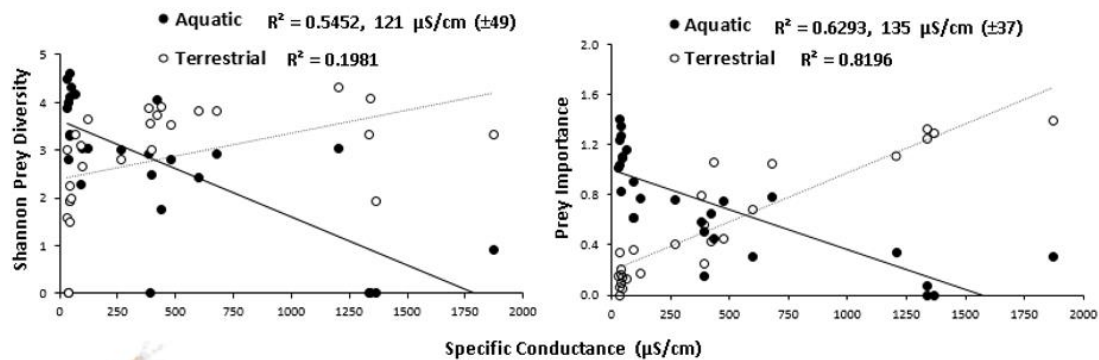 ● Aquatic R² = 0.5452, 121 µS/cm (±49)
○ Terrestrial R² = 0.1981
Shannon Prey Diversity
5
4
3
2
1
0
0 250 500 750 1000 1250 1500 1750 2000
● Aquatic R² = 0.6293, 135 µS/cm (±37)
○ Terrestrial R² = 0.8196
Prey Importance
2.0
1.6
1.2
0.8
0.4
0.0
0 250 500 750 1000 1250 1500 1750 2000
Specific Conductance (µS/cm)